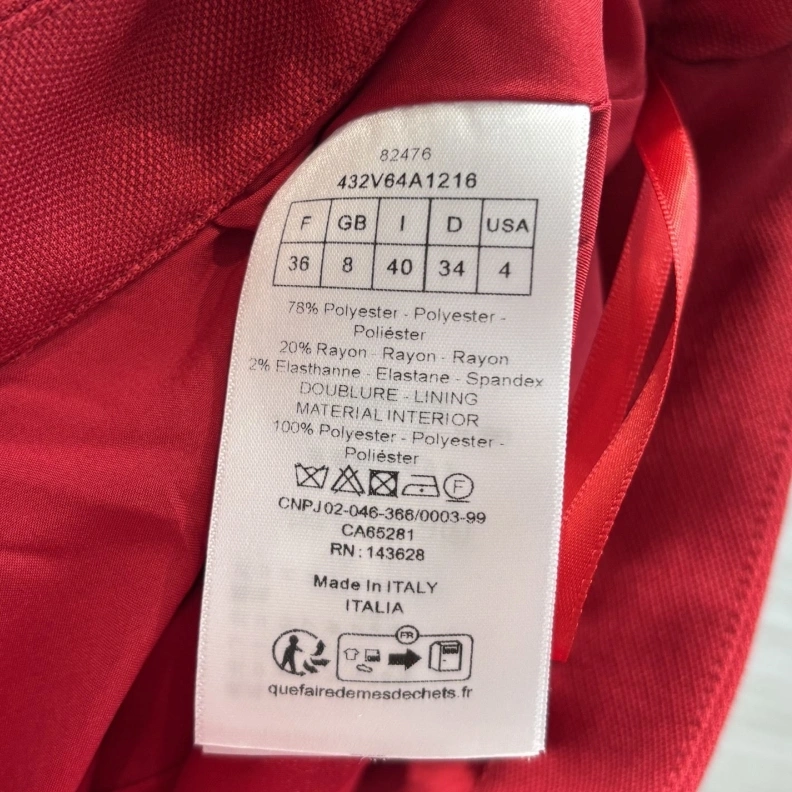 82476
432V64A1216
F GB I D USA
36 8 40 34 4
78% Polyester - Polyester -
Poliéster
20% Rayon - Rayon - Rayon
2% Elasthanne - Elastane - Spandex
DOUBLURE - LINING
MATERIAL INTERIOR
100% Polyester - Polyester -
Poliéster
F
CNPJ 02-046-366/0003-99
CA65281
RN : 143628
Made In ITALY
ITALIA
FR
quefairedemesdechets.fr